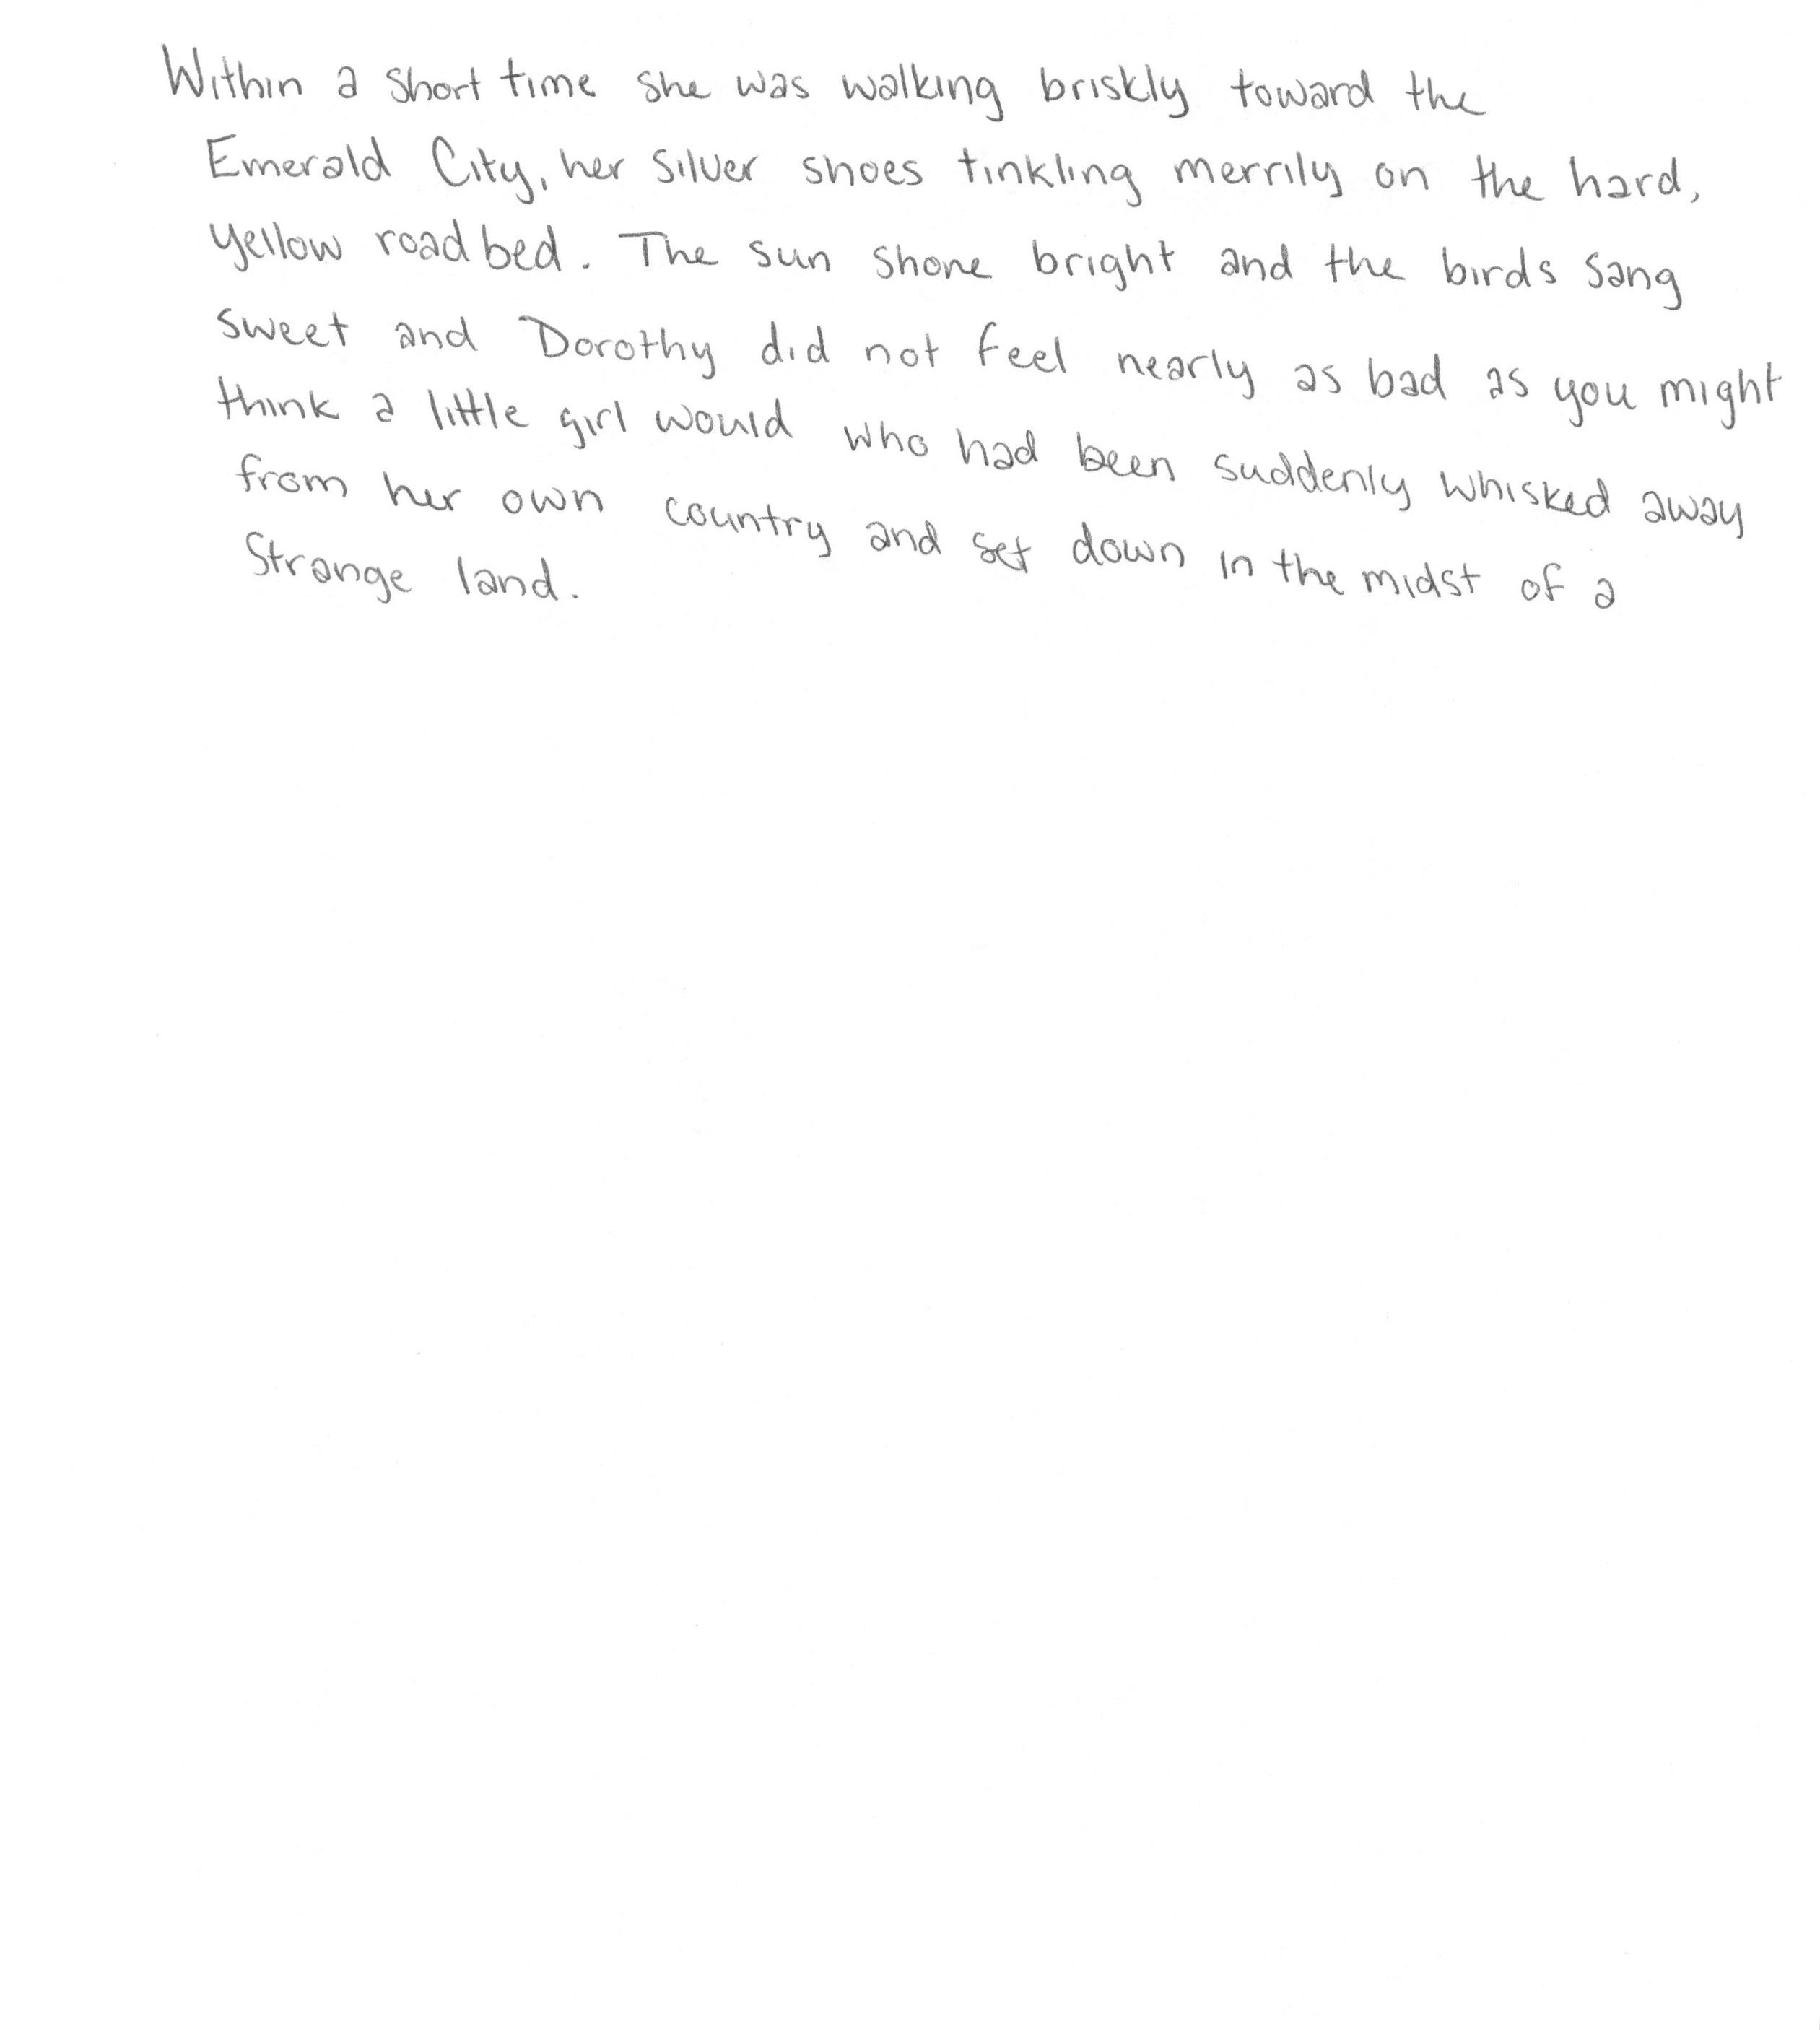 Within a short time she was walking briskly toward the
Emerald City, her silver shoes tinkling merrily on the hard,
yellow road bed. The sun shone bright and the birds sang
sweet and Dorothy did not feel nearly as bad as you might
think a little girl would who had been suddenly whisked away
from her own country and set down in the midst of a
strange land.